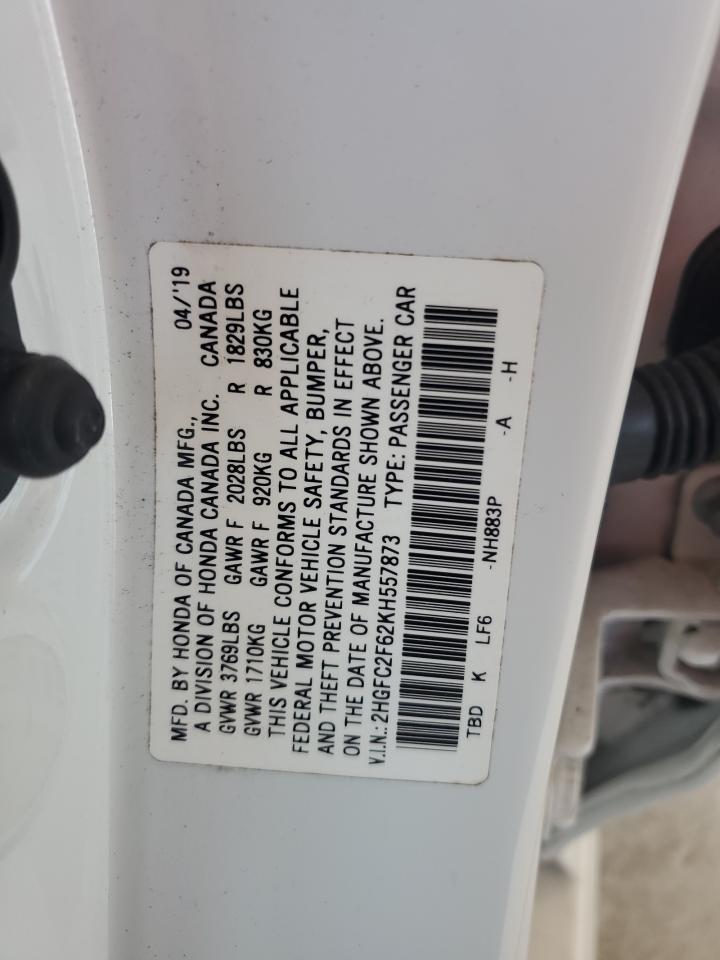 MFD. BY HONDA OF CANADA MFG., 04/'19
A DIVISION OF HONDA CANADA INC. CANADA
GVWR 3769LBS GAWR F 2028LBS R 1829LBS
GVWR 1710KG GAWR F 920KG R 830KG
THIS VEHICLE CONFORMS TO ALL APPLICABLE
FEDERAL MOTOR VEHICLE SAFETY, BUMPER,
AND THEFT PREVENTION STANDARDS IN EFFECT
ON THE DATE OF MANUFACTURE SHOWN ABOVE.
V.I.N.: 2HGFC2F62KH557873 TYPE: PASSENGER CAR
TBD K LF6 -NH883P -A -H